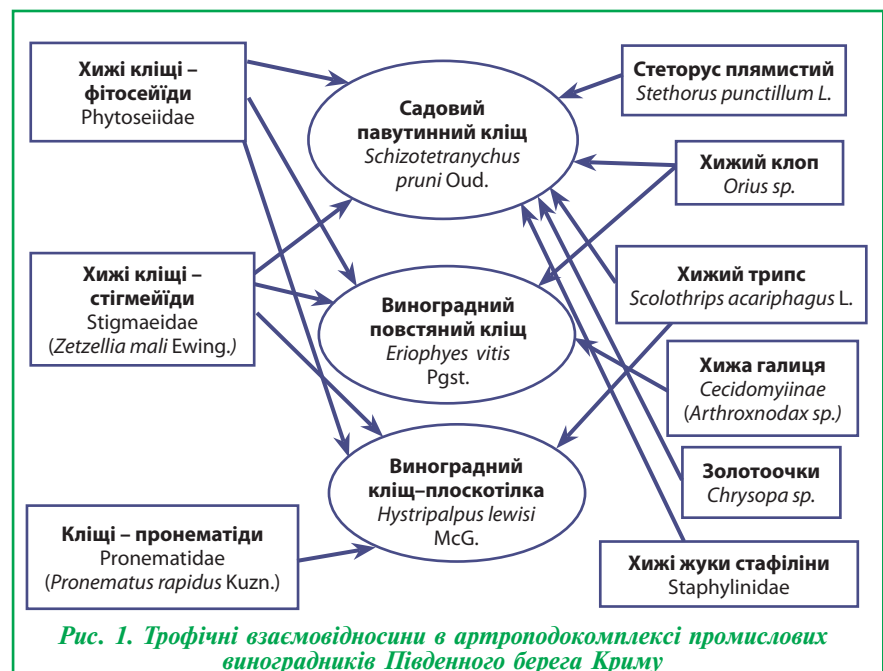 Хижі кліщі –
фітосейїди
Phytoseiidae
Хижі кліщі –
стігмейїди
Stigmaeidae
(Zetzellia mali Ewing.)
Кліщі – пронематіди
Pronematidae
(Pronematus rapidus Kuzn.)
Садовий
павутинний кліщ
Schizotetranychus
pruni Oud.
Виноградний
повстяний кліщ
Eriophyes vitis
Pgst.
Виноградний
кліщ–плоскотілка
Hystripalpus lewisi
McG.
Стеторус плямистий
Stethorus punctillum L.
Хижий клоп
Orius sp.
Хижий трипс
Scolothrips acariphagus L.
Хижа галиця
Cecidomyiinae
(Arthroxnodax sp.)
Золотоочки
Chrysopa sp.
Хижі жуки стафіліни
Staphylinidae
Рис. 1. Трофічні взаємовідносини в артроподокомплексі промислових
виноградників Південного берега Криму